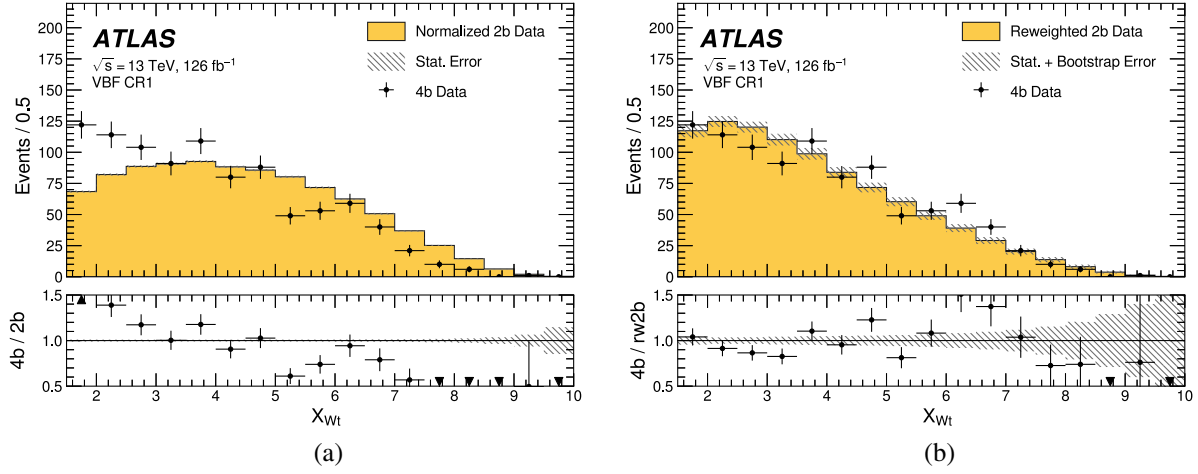 ATLAS
√s = 13 TeV, 126 fb⁻¹
VBF CR1
Normalized 2b Data
Stat. Error
4b Data
Events / 0.5
200
175
150
125
100
75
50
25
0
4b / 2b
1.5
1.0
0.5
2 3 4 5 6 7 8 9 10
X_Wt
(a)
ATLAS
√s = 13 TeV, 126 fb⁻¹
VBF CR1
Reweighted 2b Data
Stat. + Bootstrap Error
4b Data
Events / 0.5
200
175
150
125
100
75
50
25
0
4b / rw2b
1.5
1.0
0.5
2 3 4 5 6 7 8 9 10
X_Wt
(b)